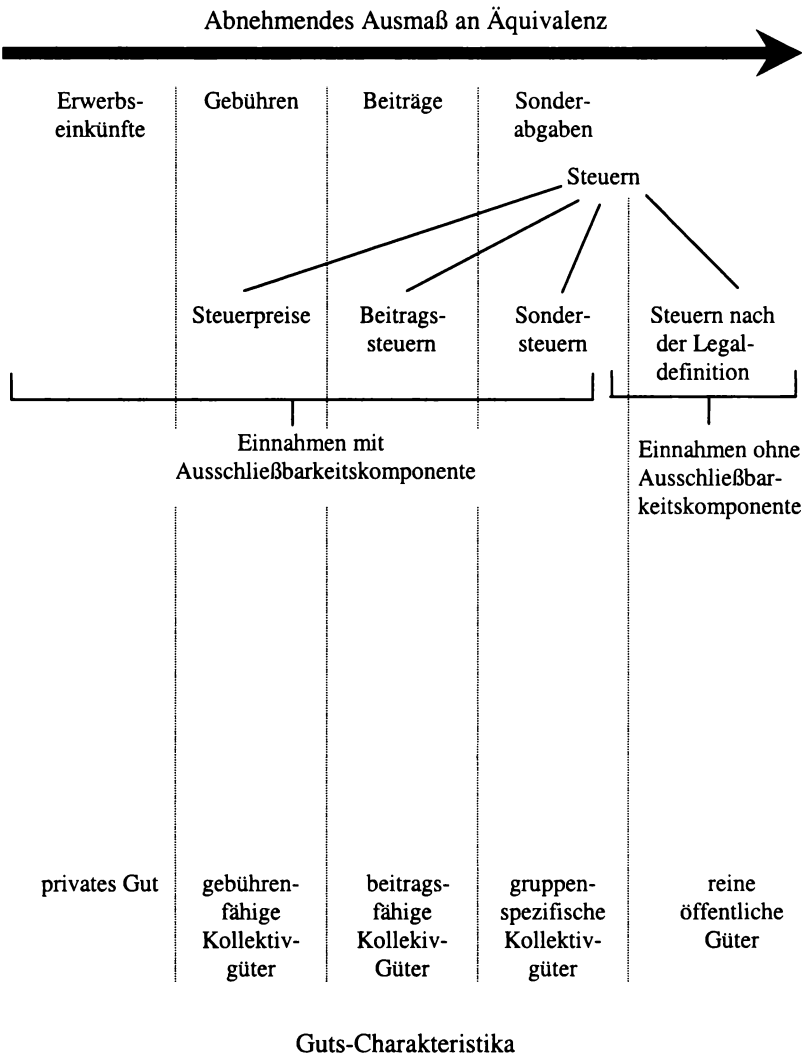 Abnehmendes Ausmaß an Äquivalenz
Erwerbs-
einkünfte
Gebühren
Beiträge
Sonder-
abgaben
Steuern
Steuerpreise
Beitrags-
steuern
Sonder-
steuern
Steuern nach
der Legal-
definition
Einnahmen mit
Ausschließbarkeitskomponente
Einnahmen ohne
Ausschließbar-
keitskomponente
privates Gut
gebühren-
fähige
Kollektiv-
güter
beitrags-
fähige
Kollekiv-
Güter
gruppen-
spezifische
Kollektiv-
güter
reine
öffentliche
Güter
Guts-Charakteristika